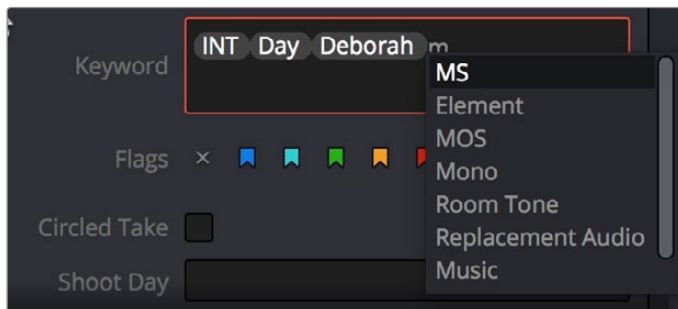 Keyword INT Day Deborah m
MS
Element
MOS
Mono
Flags
Room Tone
Circled Take
Replacement Audio
Music
Shoot Day